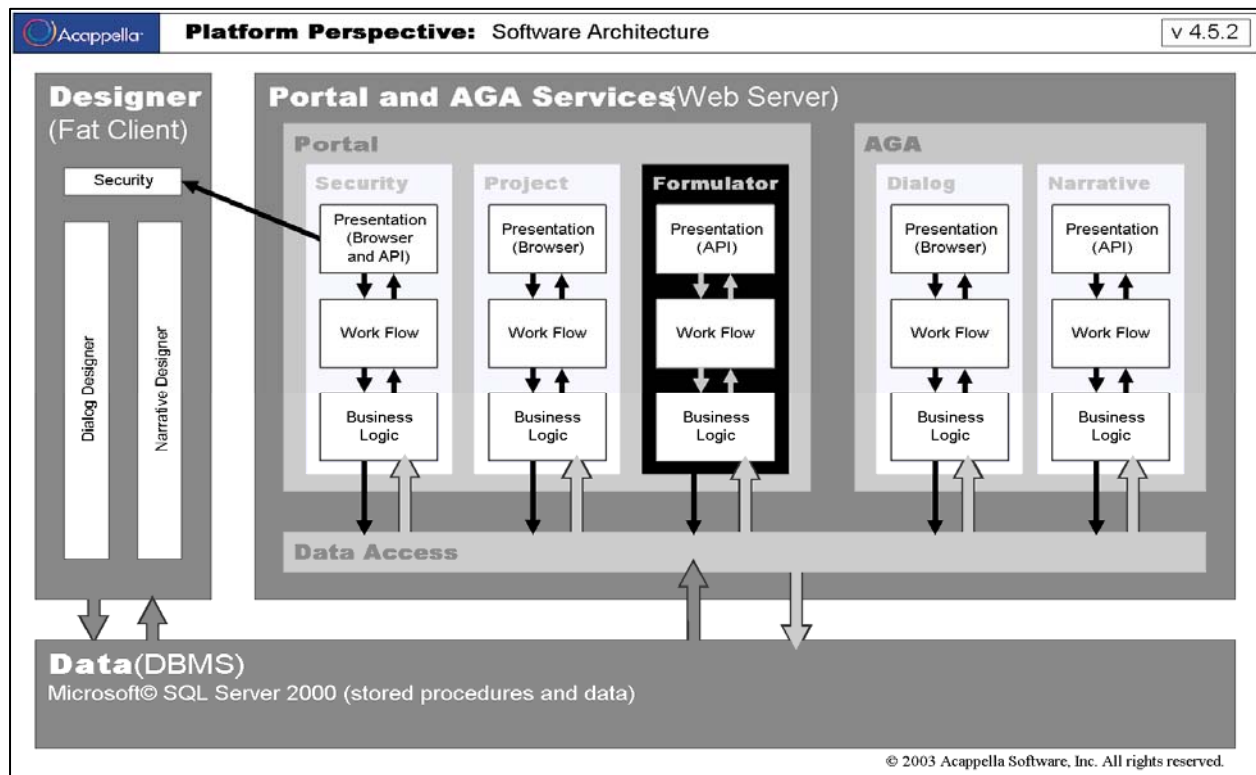 Acappella
Platform Perspective: Software Architecture
v 4.5.2
Designer
(Fat Client)
Security
Dialog Designer
Narrative Designer
Portal and AGA Services(Web Server)
Portal
Security
Presentation
(Browser
and API)
Work Flow
Business
Logic
Project
Presentation
(Browser)
Work Flow
Business
Logic
Formulator
Presentation
(API)
Work Flow
Business
Logic
AGA
Dialog
Presentation
(Browser)
Work Flow
Business
Logic
Narrative
Presentation
(API)
Work Flow
Business
Logic
Data Access
Data(DBMS)
Microsoft© SQL Server 2000 (stored procedures and data)
© 2003 Acappella Software, Inc. All rights reserved.